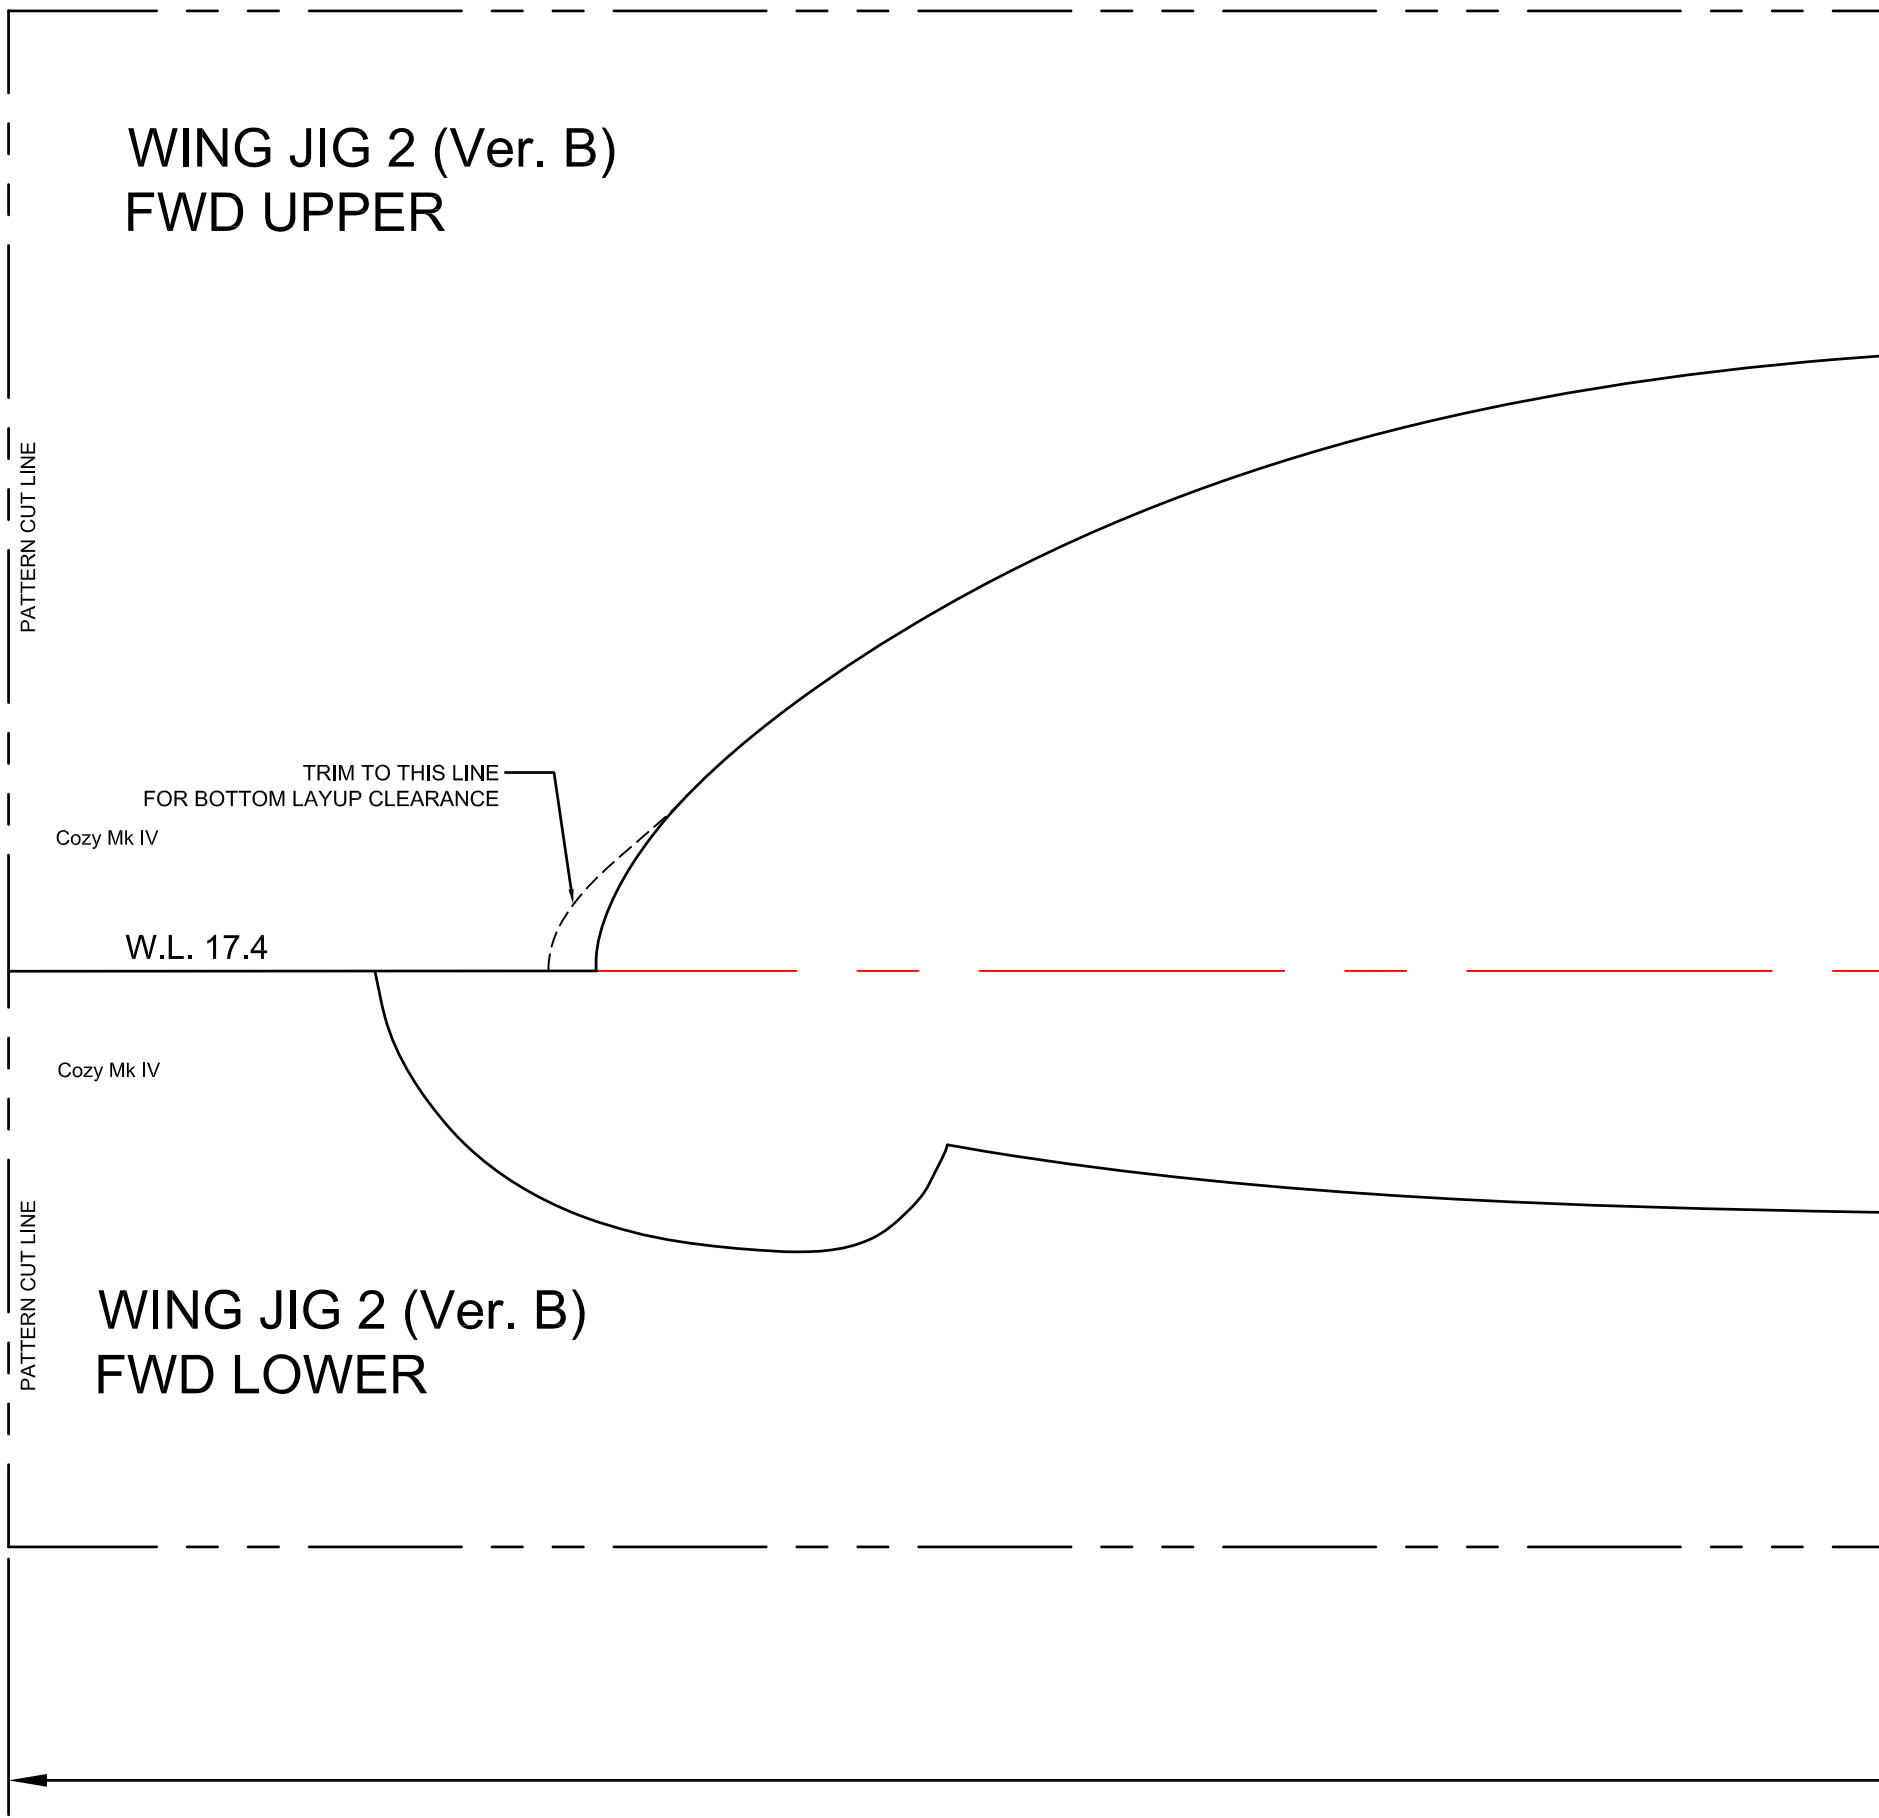 WING JIG 2 (Ver. B)
FWD UPPER
PATTERN CUT LINE
TRIM TO THIS LINE
FOR BOTTOM LAYUP CLEARANCE
Cozy Mk IV
W.L. 17.4
Cozy Mk IV
PATTERN CUT LINE
WING JIG 2 (Ver. B)
FWD LOWER